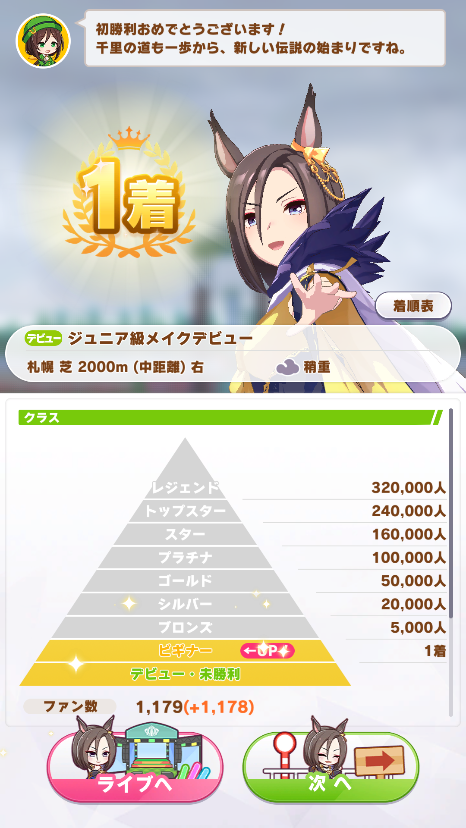 初勝利おめでとうございます！
千里の道も一歩から、新しい伝説の始まりですね。
1着
着順表
デビュー ジュニア級メイクデビュー
札幌 芝 2000m (中距離) 右 稍重
クラス
レジェンド 320,000人
トップスター 240,000人
スター 160,000人
プラチナ 100,000人
ゴールド 50,000人
シルバー 20,000人
ブロンズ 5,000人
ビギナー ←UP 1着
デビュー・未勝利
ファン数 1,179(+1,178)
ライブへ 次へ